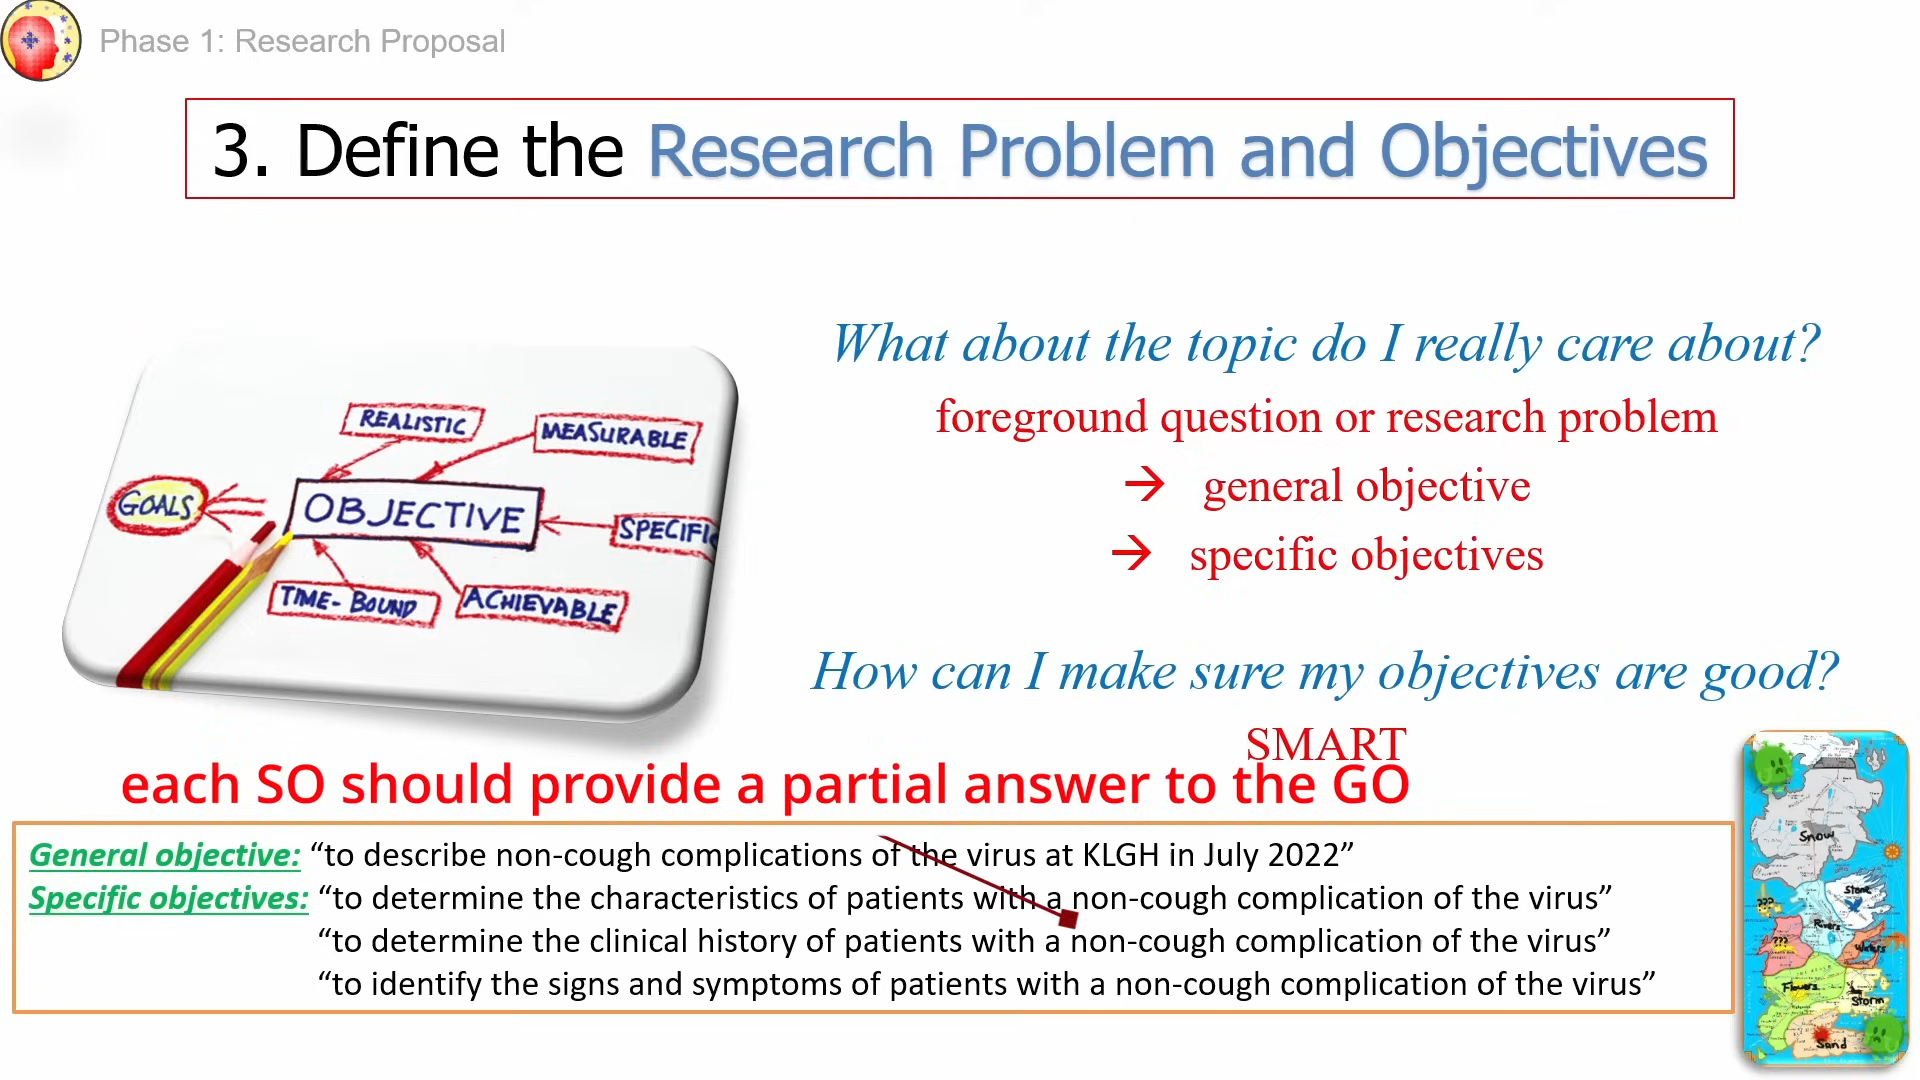 Phase 1: Research Proposal
3. Define the Research Problem and Objectives
REALISTIC
MEASURABLE
GOALS
OBJECTIVE
TIME-BOUND
ACHIEVABLE
What about the topic do I really care about?
foreground question or research problem
→ general objective
→ specific objectives
How can I make sure my objectives are good?
SMART
each SO should provide a partial answer to the GO
General objective: “to describe non-cough complications of the virus at KLGH in July 2022”
Specific objectives: “to determine the characteristics of patients with a non-cough complication of the virus”
“to determine the clinical history of patients with a non-cough complication of the virus”
“to identify the signs and symptoms of patients with a non-cough complication of the virus”
Snow
Stone
???
Rivers
???
Flowers
Storm
Sand